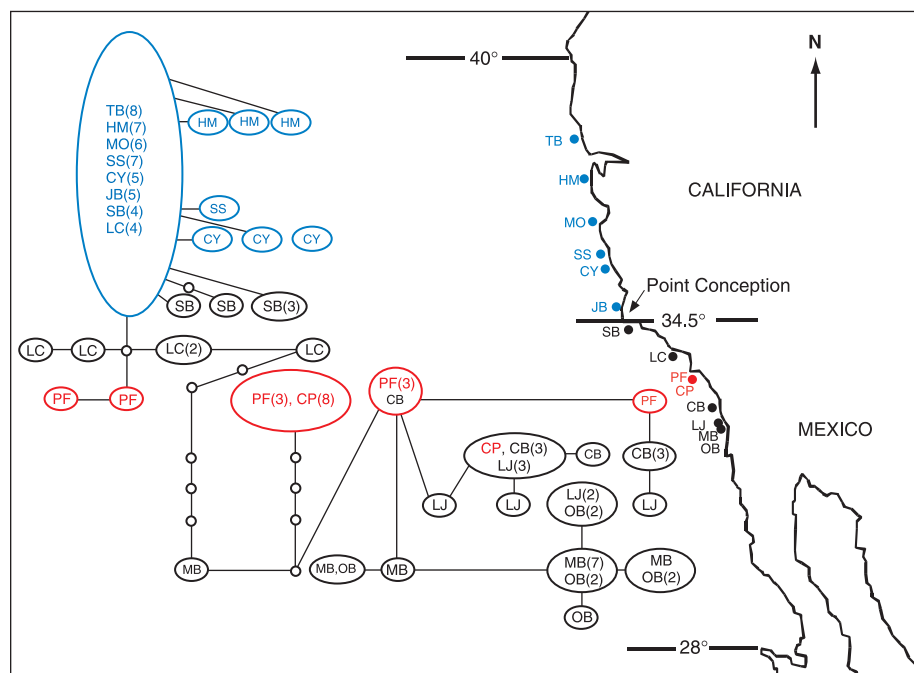 40°
N
TB(8)
HM(7)
MO(6)
SS(7)
CY(5)
JB(5)
SB(4)
LC(4)
HM
HM
HM
SS
CY
CY
CY
SB
SB
SB(3)
LC
LC
LC(2)
LC
PF
PF
PF(3), CP(8)
PF(3)
CB
PF
CP, CB(3)
LJ(3)
CB
CB(3)
LJ
LJ
LJ
LJ(2)
OB(2)
MB
MB,OB
MB
MB(7)
OB(2)
MB
OB(2)
OB
TB
HM
MO
SS
CY
JB
SB
LC
PF
CP
CB
LJ
MB
OB
CALIFORNIA
Point Conception
34.5°
MEXICO
28°